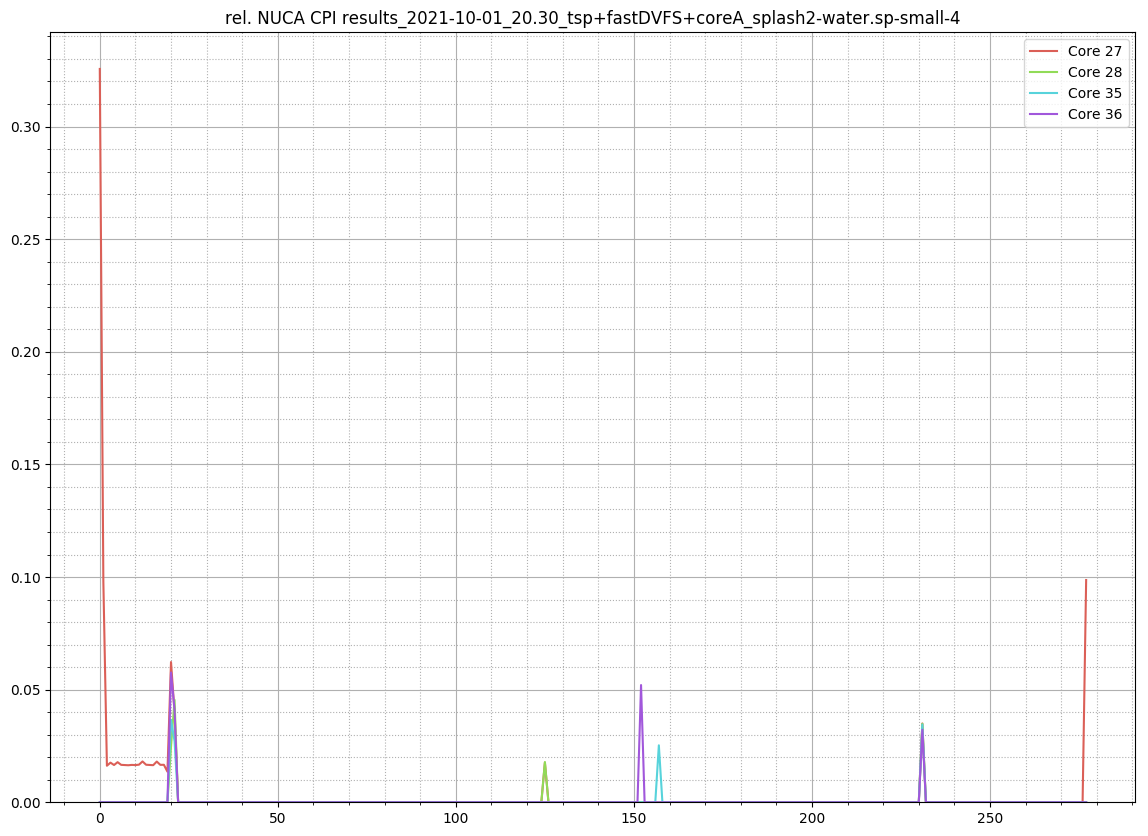 rel. NUCA CPI results_2021-10-01_20.30_tsp+fastDVFS+coreA_splash2-water.sp-small-4
Core 27
Core 28
Core 35
Core 36
0.30
0.25
0.20
0.15
0.10
0.05
0.00
0 50 100 150 200 250